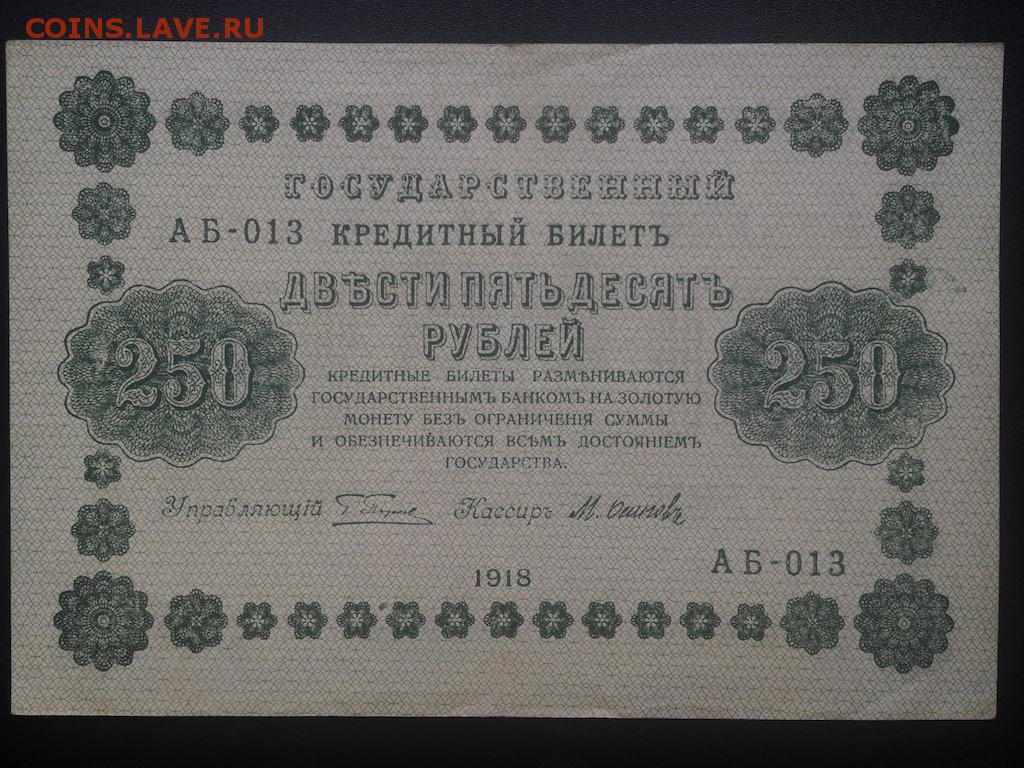 COINS.LAVE.RU
ГОСУДАРСТВЕННЫЙ
АБ-013 КРЕДИТНЫЙ БИЛЕТЪ
ДВѢСТИ ПЯТЬДЕСЯТЪ
РУБЛЕЙ
250 250
КРЕДИТНЫЕ БИЛЕТЫ РАЗМѢНИВАЮТСЯ
ГОСУДАРСТВЕННЫМЪ БАНКОМЪ НА ЗОЛОТУЮ
МОНЕТУ БЕЗЪ ОГРАНИЧЕНІЯ СУММЫ
И ОБЕЗПЕЧИВАЮТСЯ ВСѢМЪ ДОСТОЯНІЕМЪ
ГОСУДАРСТВА.
Управляющій Кассиръ М. Осиповъ
АБ-013
1918